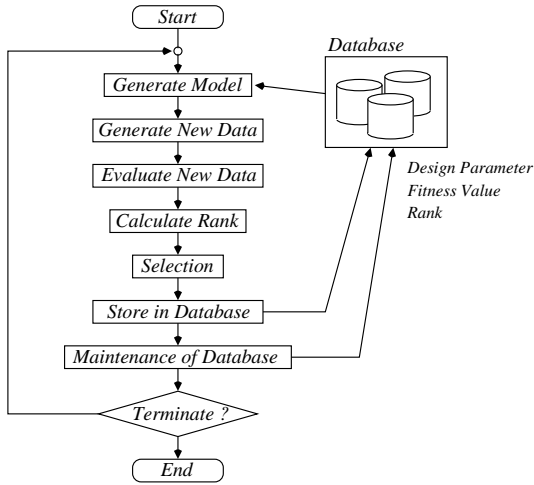 Start
Database
Generate Model
Generate New Data
Evaluate New Data
Design Parameter
Fitness Value
Rank
Calculate Rank
Selection
Store in Database
Maintenance of Database
Terminate ?
End